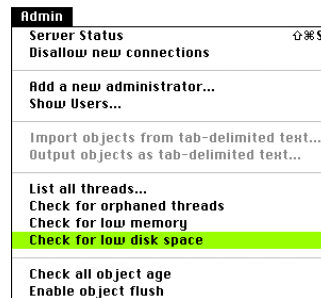 Admin
Server Status ⇧⌘S
Disallow new connections
Add a new administrator...
Show Users...
Import objects from tab-delimited text...
Output objects as tab-delimited text...
List all threads...
Check for orphaned threads
Check for low memory
Check for low disk space
Check all object age
Enable object flush